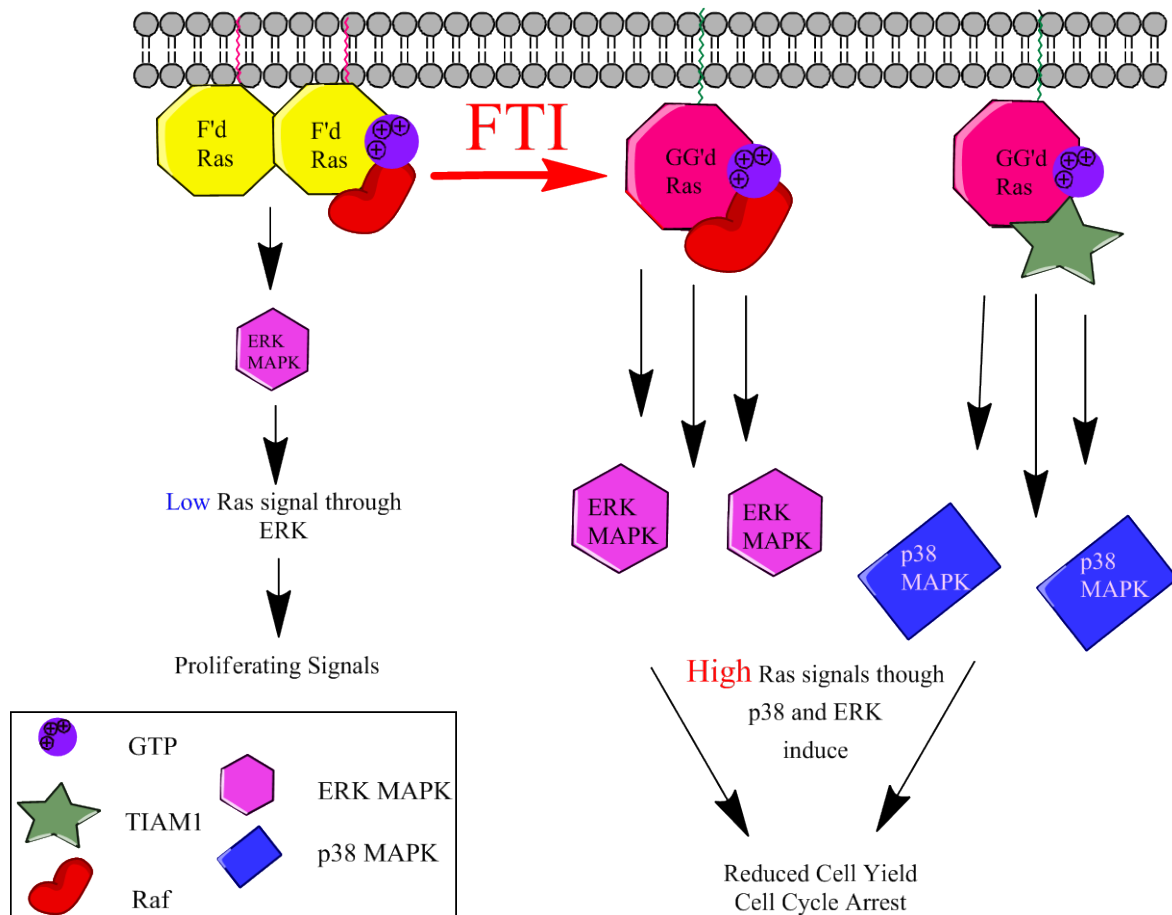 F'd
Ras
F'd
Ras
FTI
GG'd
Ras
GG'd
Ras
ERK
MAPK
Low Ras signal through
ERK
Proliferating Signals
ERK
MAPK
ERK
MAPK
p38
MAPK
p38
MAPK
High Ras signals though
p38 and ERK
induce
Reduced Cell Yield
Cell Cycle Arrest
GTP
TIAM1
Raf
ERK MAPK
p38 MAPK